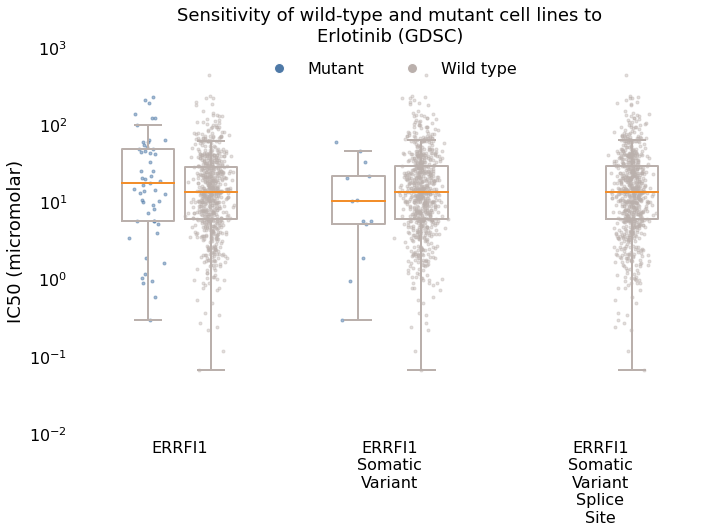 Sensitivity of wild-type and mutant cell lines to
Erlotinib (GDSC)
Mutant
Wild type
10³
10²
10¹
10⁰
10⁻¹
10⁻²
IC50 (micromolar)
ERRFI1
ERRFI1
Somatic
Variant
ERRFI1
Somatic
Variant
Splice
Site